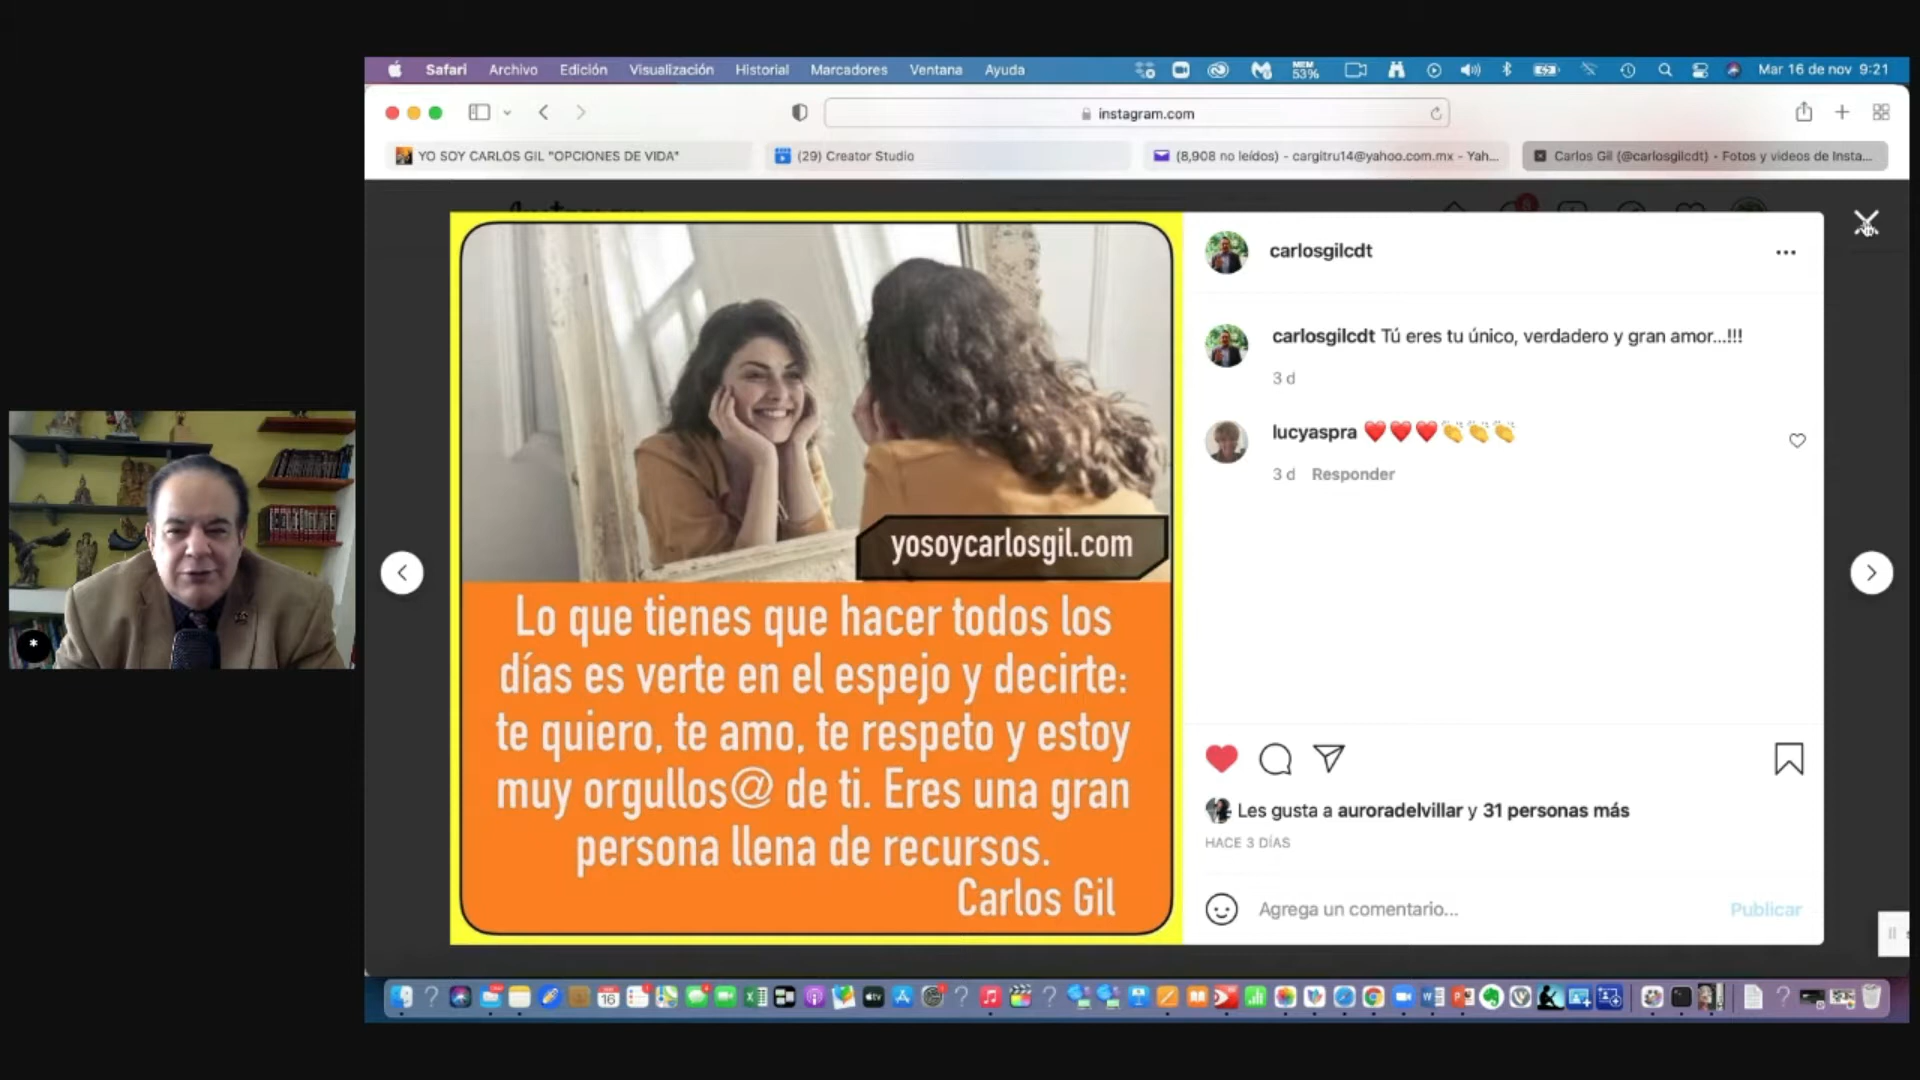 Safari Archivo Edición Visualización Historial Marcadores Ventana Ayuda
MEM
53%
Mar 16 de nov 9:21
instagram.com
YO SOY CARLOS GIL "OPCIONES DE VIDA"
(29) Creator Studio
(8,908 no leídos) - cargitru14@yahoo.com.mx - Yah...
Carlos Gil (@carlosgilcdt) • Fotos y videos de Insta...
yosoycarlosgil.com
Lo que tienes que hacer todos los
días es verte en el espejo y decirte:
te quiero, te amo, te respeto y estoy
muy orgullos@ de ti. Eres una gran
persona llena de recursos.
Carlos Gil
carlosgilcdt
carlosgilcdt Tú eres tu único, verdadero y gran amor...!!!
3 d
lucyaspra ❤️❤️❤️👏👏👏
3 d Responder
Les gusta a auroradelvillar y 31 personas más
HACE 3 DÍAS
Agrega un comentario...
Publicar
16